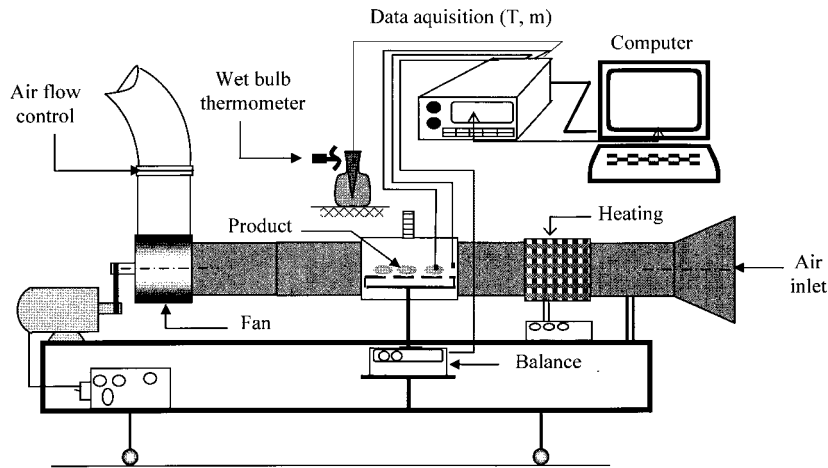 Data aquisition (T, m)
Computer
Air flow
control
Wet bulb
thermometer
Product
Heating
Air
inlet
Fan
Balance